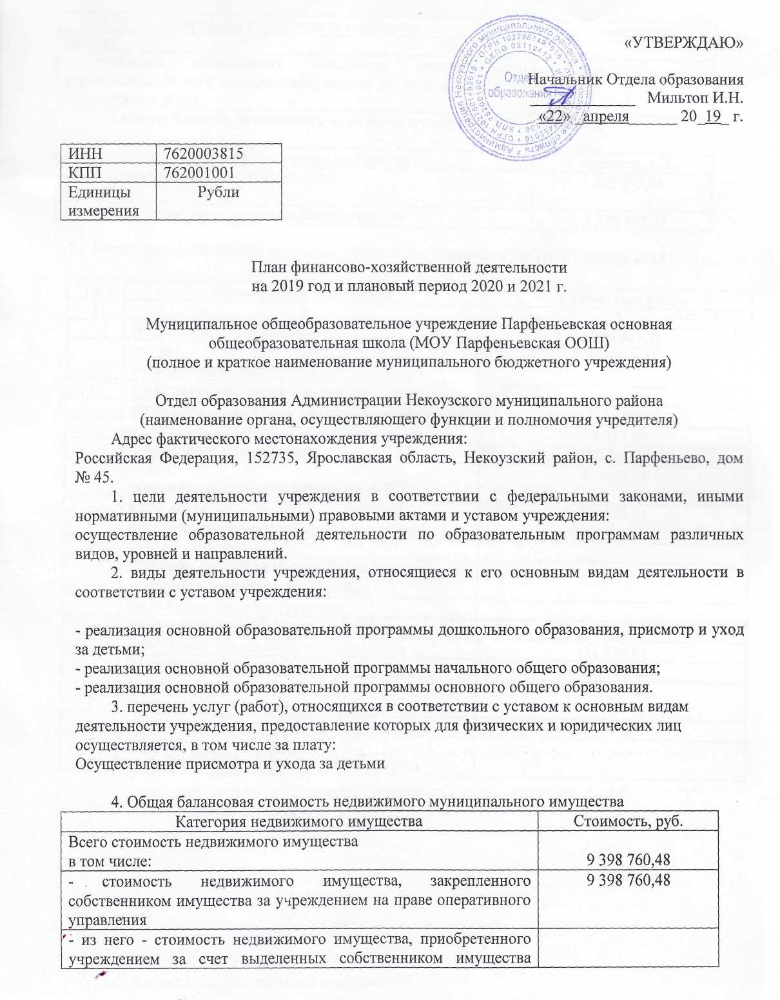 «УТВЕРЖДАЮ»
Начальник Отдела образования
_____________ Мильтоп И.Н.
«22» _апреля______ 20_19_ г.
Отдел
образования
ИНН 7620003815
КПП 762001001
Единицы измерения Рубли
План финансово-хозяйственной деятельности
на 2019 год и плановый период 2020 и 2021 г.
Муниципальное общеобразовательное учреждение Парфеньевская основная
общеобразовательная школа (МОУ Парфеньевская ООШ)
(полное и краткое наименование муниципального бюджетного учреждения)
Отдел образования Администрации Некоузского муниципального района
(наименование органа, осуществляющего функции и полномочия учредителя)
Адрес фактического местонахождения учреждения:
Российская Федерация, 152735, Ярославская область, Некоузский район, с. Парфеньево, дом
№ 45.
1. цели деятельности учреждения в соответствии с федеральными законами, иными
нормативными (муниципальными) правовыми актами и уставом учреждения:
осуществление образовательной деятельности по образовательным программам различных
видов, уровней и направлений.
2. виды деятельности учреждения, относящиеся к его основным видам деятельности в
соответствии с уставом учреждения:
- реализация основной образовательной программы дошкольного образования, присмотр и уход
за детьми;
- реализация основной образовательной программы начального общего образования;
- реализация основной образовательной программы основного общего образования.
3. перечень услуг (работ), относящихся в соответствии с уставом к основным видам
деятельности учреждения, предоставление которых для физических и юридических лиц
осуществляется, в том числе за плату:
Осуществление присмотра и ухода за детьми
4. Общая балансовая стоимость недвижимого муниципального имущества
Категория недвижимого имущества Стоимость, руб.
Всего стоимость недвижимого имущества
в том числе: 9 398 760,48
- стоимость недвижимого имущества, закрепленного 9 398 760,48
собственником имущества за учреждением на праве оперативного
управления
- из него - стоимость недвижимого имущества, приобретенного
учреждением за счет выделенных собственником имущества